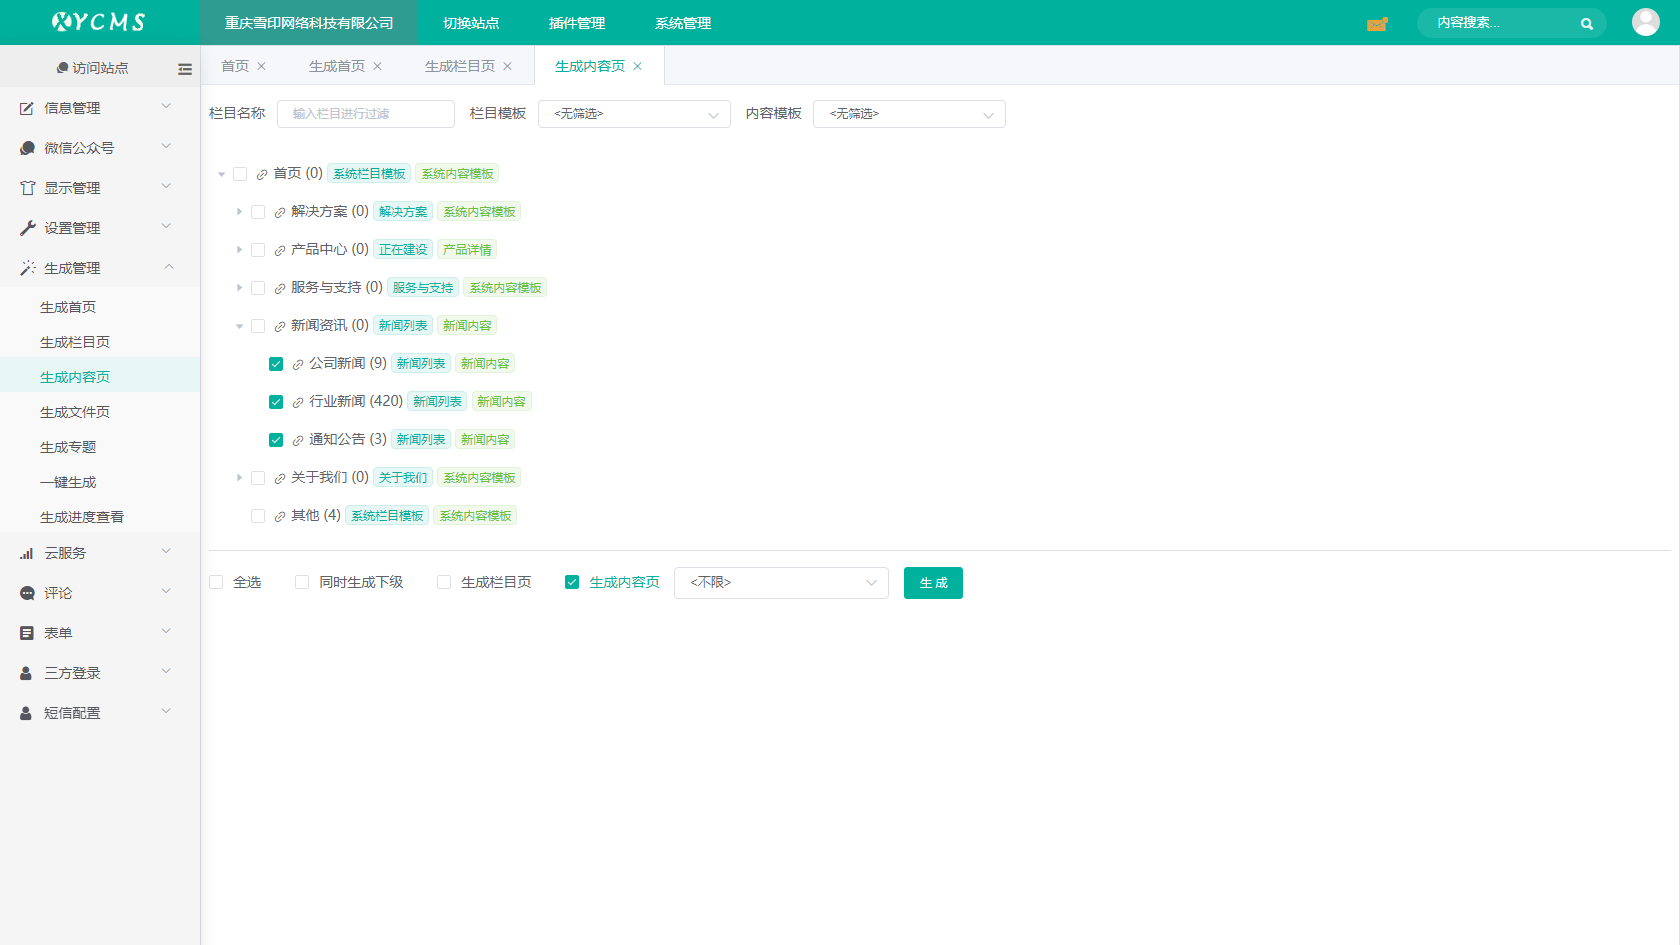 XYCMS 重庆雪印网络科技有限公司 切换站点 插件管理 系统管理 内容搜索...
访问站点
首页 生成首页 生成栏目页 生成内容页
信息管理
微信公众号
显示管理
设置管理
生成管理
生成首页
生成栏目页
生成内容页
生成文件页
生成专题
一键生成
生成进度查看
云服务
评论
表单
三方登录
短信配置
栏目名称 输入栏目进行过滤 栏目模板 <无筛选> 内容模板 <无筛选>
首页 (0) 系统栏目模板 系统内容模板
解决方案 (0) 解决方案 系统内容模板
产品中心 (0) 正在建设 产品详情
服务与支持 (0) 服务与支持 系统内容模板
新闻资讯 (0) 新闻列表 新闻内容
公司新闻 (9) 新闻列表 新闻内容
行业新闻 (420) 新闻列表 新闻内容
通知公告 (3) 新闻列表 新闻内容
关于我们 (0) 关于我们 系统内容模板
其他 (4) 系统栏目模板 系统内容模板
全选 同时生成下级 生成栏目页 生成内容页 <不限> 生 成